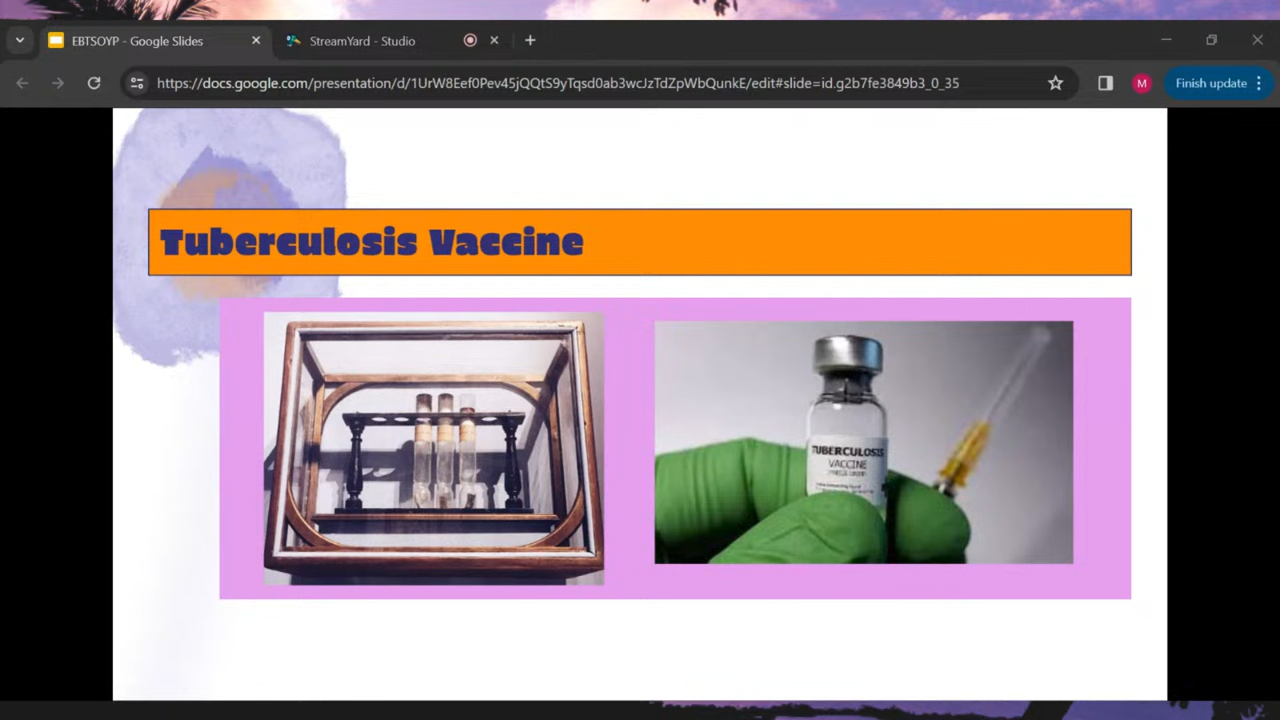 EBTSOYP - Google Slides
StreamYard - Studio
https://docs.google.com/presentation/d/1UrW8Eef0Pev45jQQtS9yTqsd0ab3wcJzTdZpWbQunkE/edit#slide=id.g2b7fe3849b3_0_35
M
Finish update
Tuberculosis Vaccine
TUBERCULOSIS
VACCINE